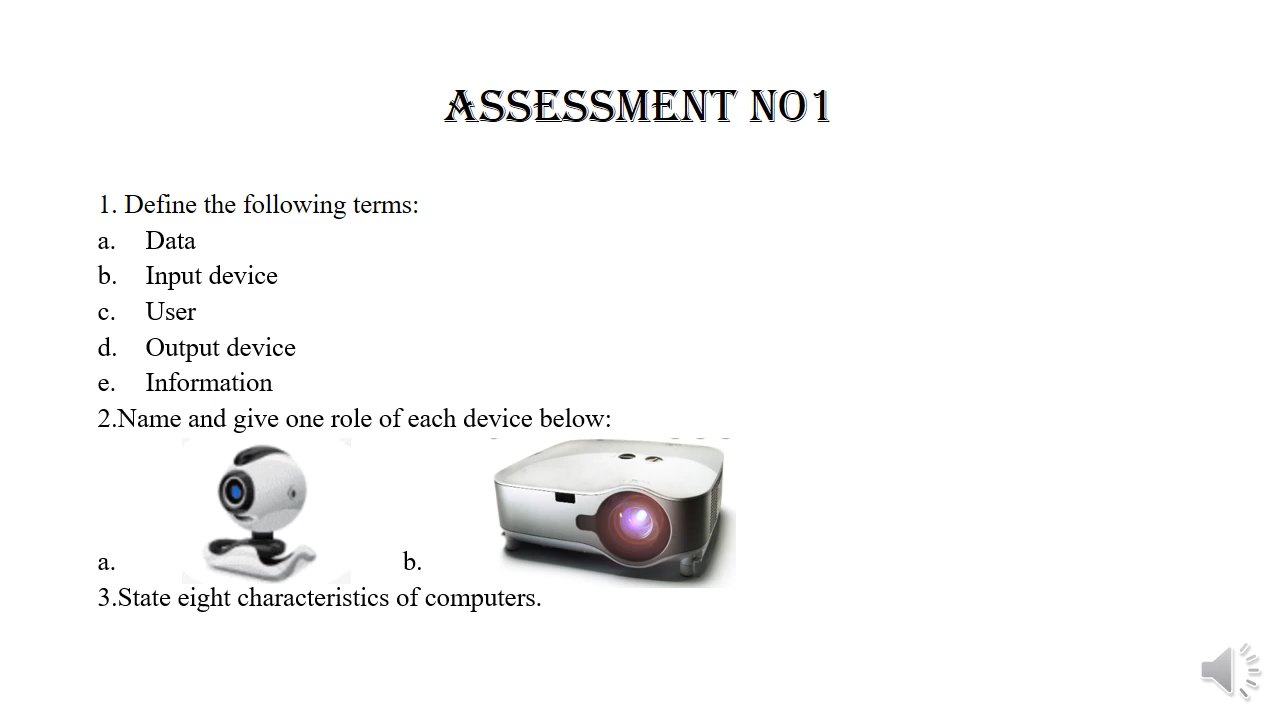 ASSESSMENT NO1
1. Define the following terms:
a. Data
b. Input device
c. User
d. Output device
e. Information
2.Name and give one role of each device below:
a. b.
3.State eight characteristics of computers.